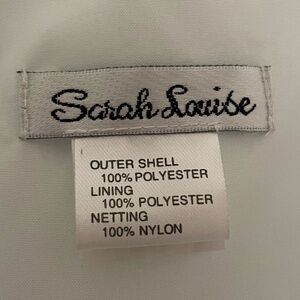 Sarah Louise
OUTER SHELL
100% POLYESTER
LINING
100% POLYESTER
NETTING
100% NYLON